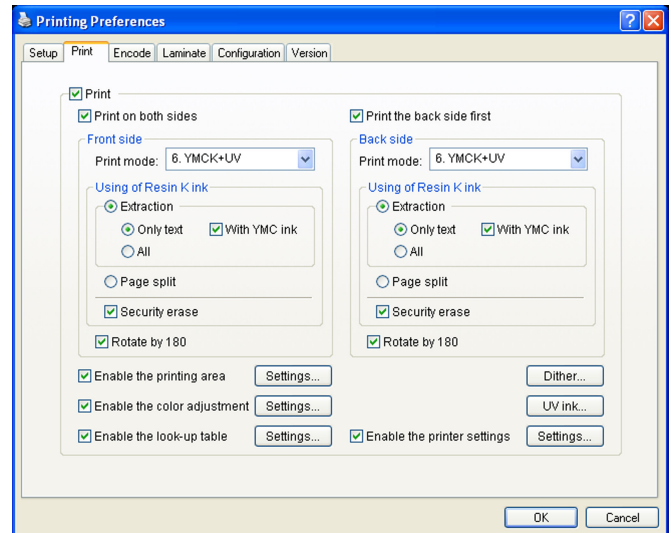 Printing Preferences
Setup Print Encode Laminate Configuration Version
Print
Print on both sides Print the back side first
Front side Back side
Print mode: 6. YMCK+UV Print mode: 6. YMCK+UV
Using of Resin K ink Using of Resin K ink
Extraction Extraction
Only text With YMC ink Only text With YMC ink
All All
Page split Page split
Security erase Security erase
Rotate by 180 Rotate by 180
Enable the printing area Settings... Dither...
Enable the color adjustment Settings... UV ink...
Enable the look-up table Settings... Enable the printer settings Settings...
OK Cancel